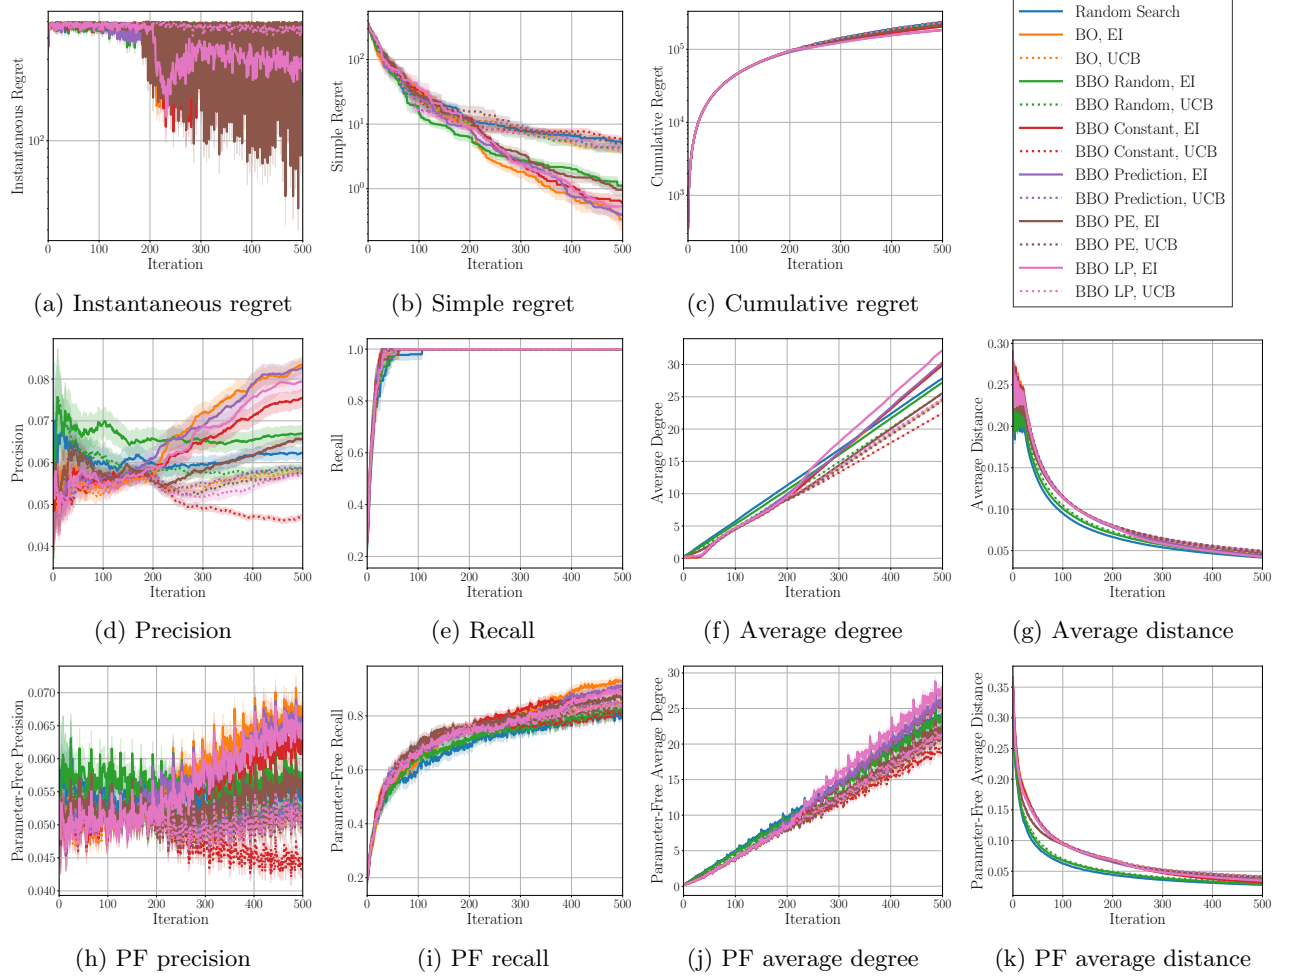 Instantaneous Regret
10²
0 100 200 300 400 500
Iteration
(a) Instantaneous regret
Simple Regret
10²
10¹
10⁰
0 100 200 300 400 500
Iteration
(b) Simple regret
Cumulative Regret
10⁵
10⁴
10³
0 100 200 300 400 500
Iteration
(c) Cumulative regret
Random Search
BO, EI
BO, UCB
BBO Random, EI
BBO Random, UCB
BBO Constant, EI
BBO Constant, UCB
BBO Prediction, EI
BBO Prediction, UCB
BBO PE, EI
BBO PE, UCB
BBO LP, EI
BBO LP, UCB
Precision
0.08
0.07
0.06
0.05
0.04
0 100 200 300 400 500
Iteration
(d) Precision
Recall
1.0
0.8
0.6
0.4
0.2
0 100 200 300 400 500
Iteration
(e) Recall
Average Degree
30
25
20
15
10
5
0
0 100 200 300 400 500
Iteration
(f) Average degree
Average Distance
0.30
0.25
0.20
0.15
0.10
0.05
0 100 200 300 400 500
Iteration
(g) Average distance
Parameter-Free Precision
0.070
0.065
0.060
0.055
0.050
0.045
0.040
0 100 200 300 400 500
Iteration
(h) PF precision
Parameter-Free Recall
0.8
0.6
0.4
0.2
0 100 200 300 400 500
Iteration
(i) PF recall
Parameter-Free Average Degree
30
25
20
15
10
5
0
0 100 200 300 400 500
Iteration
(j) PF average degree
Parameter-Free Average Distance
0.35
0.30
0.25
0.20
0.15
0.10
0.05
0 100 200 300 400 500
Iteration
(k) PF average distance